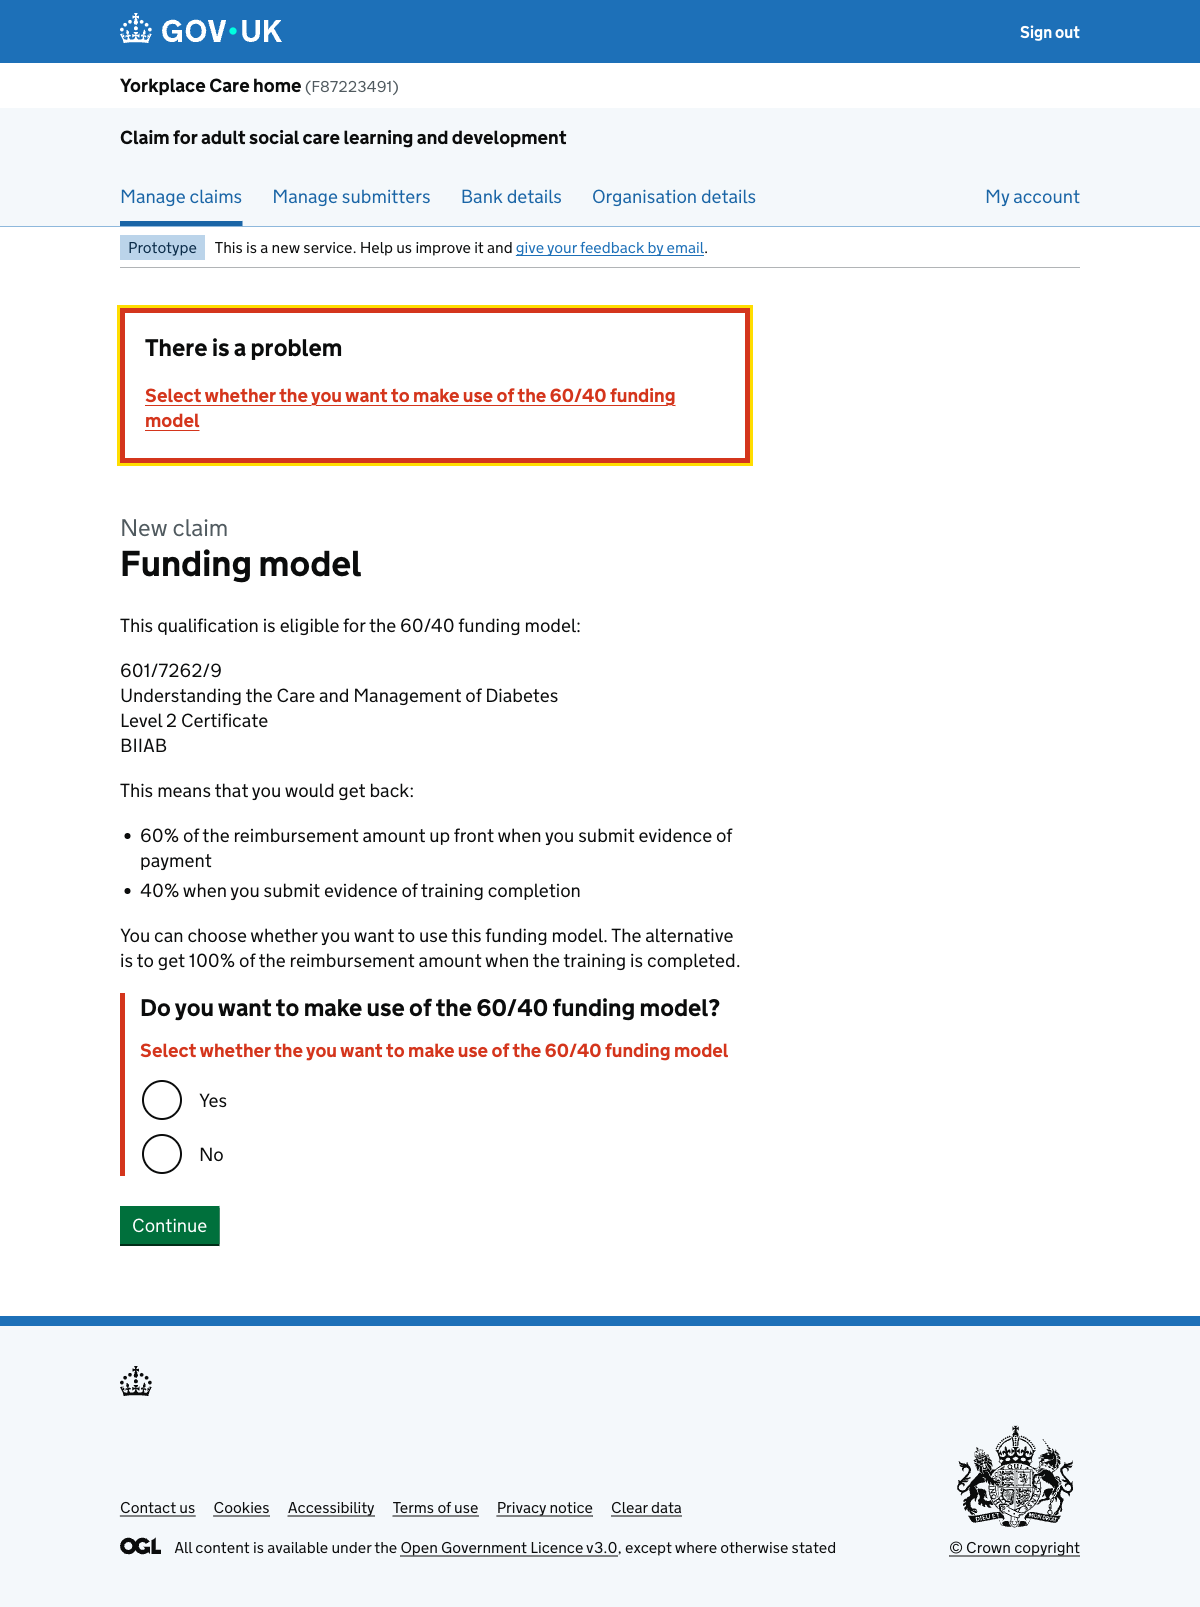 GOV•UK
Sign out
Yorkplace Care home (F87223491)
Claim for adult social care learning and development
Manage claims Manage submitters Bank details Organisation details My account
Prototype This is a new service. Help us improve it and give your feedback by email.
There is a problem
Select whether the you want to make use of the 60/40 funding
model
New claim
Funding model
This qualification is eligible for the 60/40 funding model:
601/7262/9
Understanding the Care and Management of Diabetes
Level 2 Certificate
BIIAB
This means that you would get back:
• 60% of the reimbursement amount up front when you submit evidence of
payment
• 40% when you submit evidence of training completion
You can choose whether you want to use this funding model. The alternative
is to get 100% of the reimbursement amount when the training is completed.
Do you want to make use of the 60/40 funding model?
Select whether the you want to make use of the 60/40 funding model
Yes
No
Continue
Contact us Cookies Accessibility Terms of use Privacy notice Clear data
OGL All content is available under the Open Government Licence v3.0, except where otherwise stated
© Crown copyright